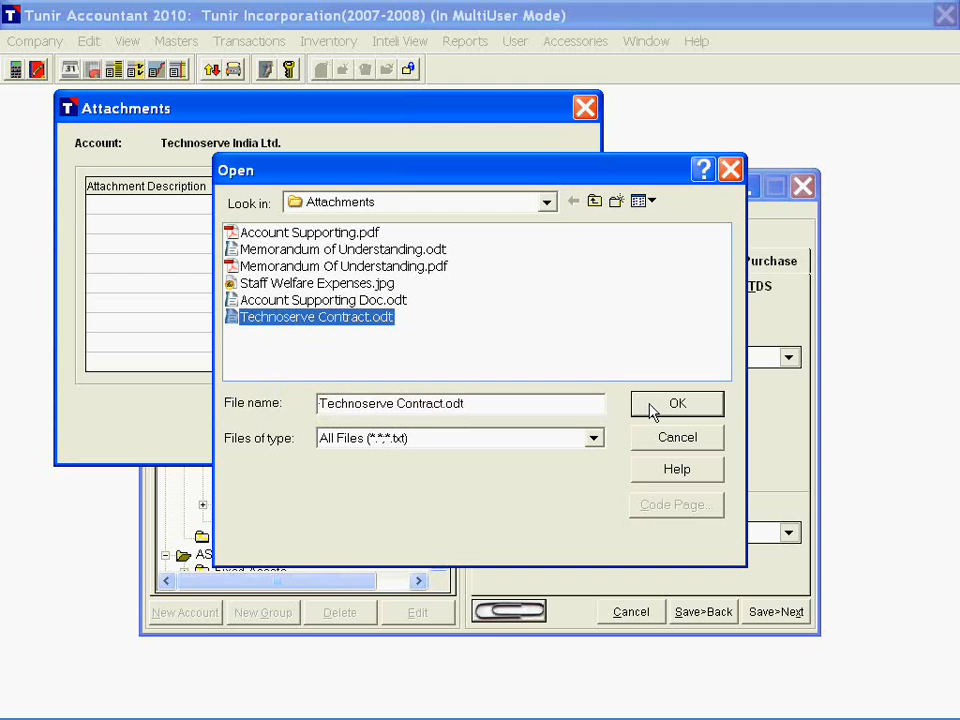 Tunir Accountant 2010: Tunir Incorporation(2007-2008) (In MultiUser Mode)
Company Edit View Masters Transactions Inventory Inteli View Reports User Accessories Window Help
Attachments
Account: Technoserve India Ltd.
Attachment Description
Open
Look in: Attachments
Account Supporting.pdf
Memorandum of Understanding.odt
Memorandum Of Understanding.pdf
Staff Welfare Expenses.jpg
Account Supporting Doc.odt
Technoserve Contract.odt
File name: Technoserve Contract.odt
OK
Files of type: All Files (*.*;*.txt)
Cancel
Help
Code Page...
Purchase
TDS
AS
Fixed Assets
New Account New Group Delete Edit
Cancel Save>Back Save>Next